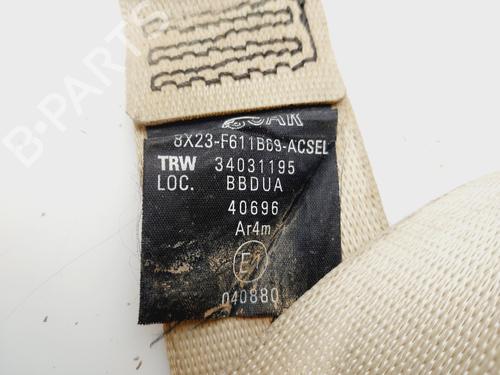 8X23-F611B69-ACSEL
TRW 34031195
LOC. BBDUA
40696
Ar4m
E
040880
B-PARTS